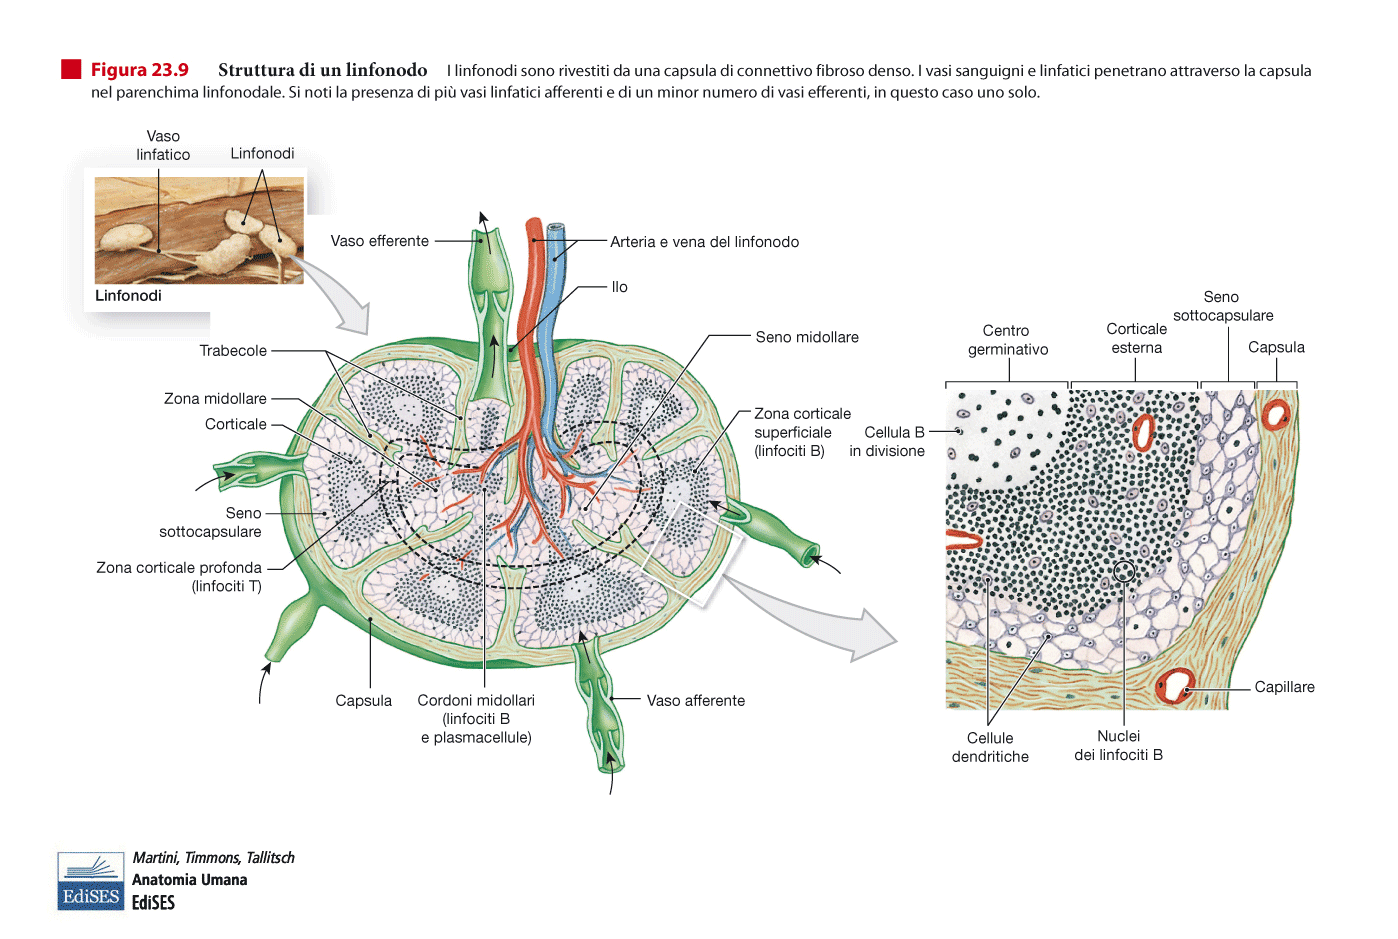 Figura 23.9 Struttura di un linfonodo I linfonodi sono rivestiti da una capsula di connettivo fibroso denso. I vasi sanguigni e linfatici penetrano attraverso la capsula
nel parenchima linfonodale. Si noti la presenza di più vasi linfatici afferenti e di un minor numero di vasi efferenti, in questo caso uno solo.
Vaso
linfatico
Linfonodi
Linfonodi
Vaso efferente
Arteria e vena del linfonodo
Ilo
Trabecole
Seno midollare
Zona midollare
Corticale
Zona corticale
superficiale
(linfociti B)
Seno
sottocapsulare
Zona corticale profonda
(linfociti T)
Capsula
Cordoni midollari
(linfociti B
e plasmacellule)
Vaso afferente
Centro
germinativo
Corticale
esterna
Seno
sottocapsulare
Capsula
Cellula B
in divisione
Capillare
Cellule
dendritiche
Nuclei
dei linfociti B
EdiSES
Martini, Timmons, Tallitsch
Anatomia Umana
EdiSES